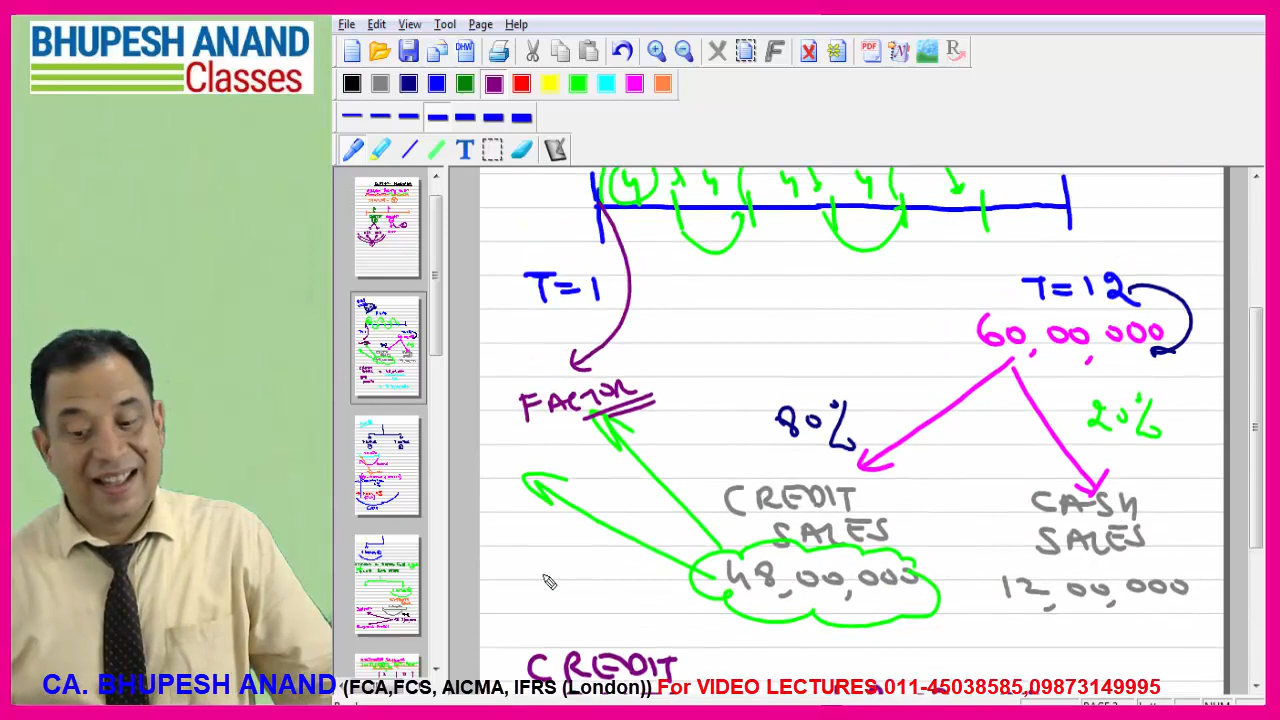 BHUPESH ANAND
Classes
File Edit View Tool Page Help
T=1
T=12
60,00,000
FACTOR
80%
20%
CREDIT
SALES
CASH
SALES
48,00,000
12,00,000
CREDIT
CA. BHUPESH ANAND (FCA,FCS, AICMA, IFRS (London)) For VIDEO LECTURES 011-45038585,09873149995